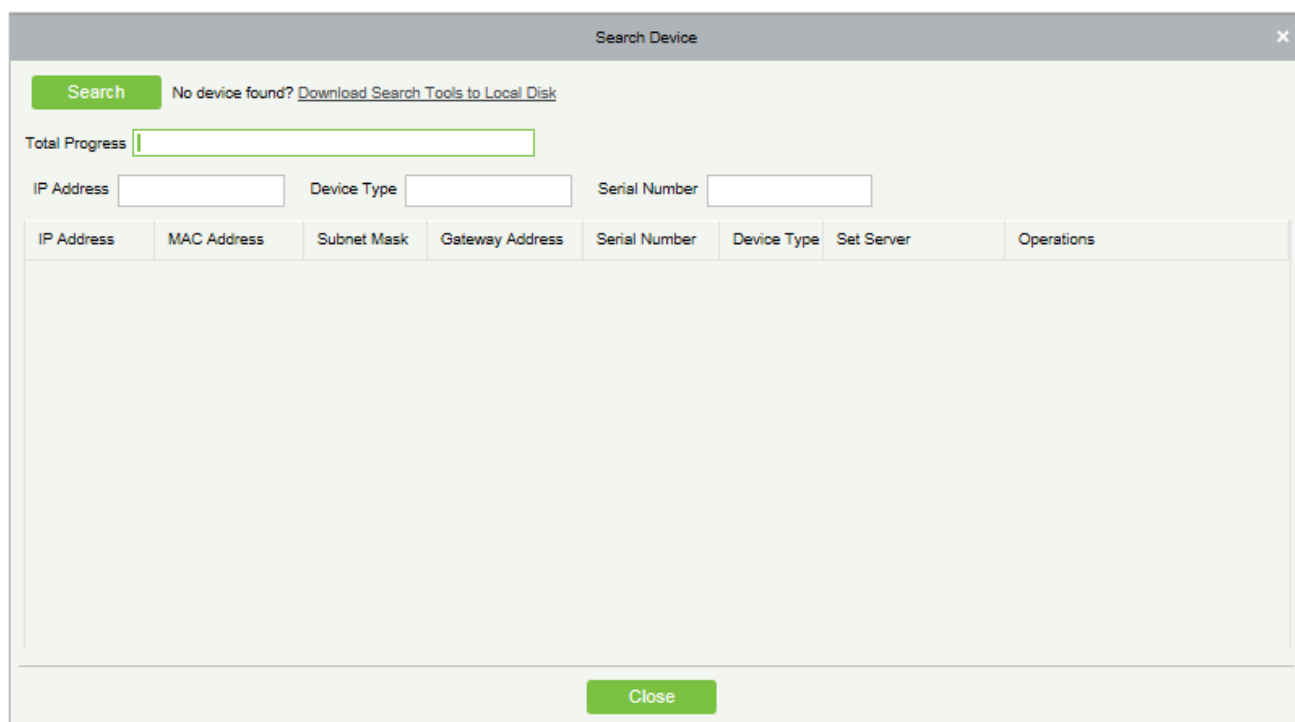 Search Device
Search No device found? Download Search Tools to Local Disk
Total Progress
IP Address Device Type Serial Number
IP Address MAC Address Subnet Mask Gateway Address Serial Number Device Type Set Server Operations
Close